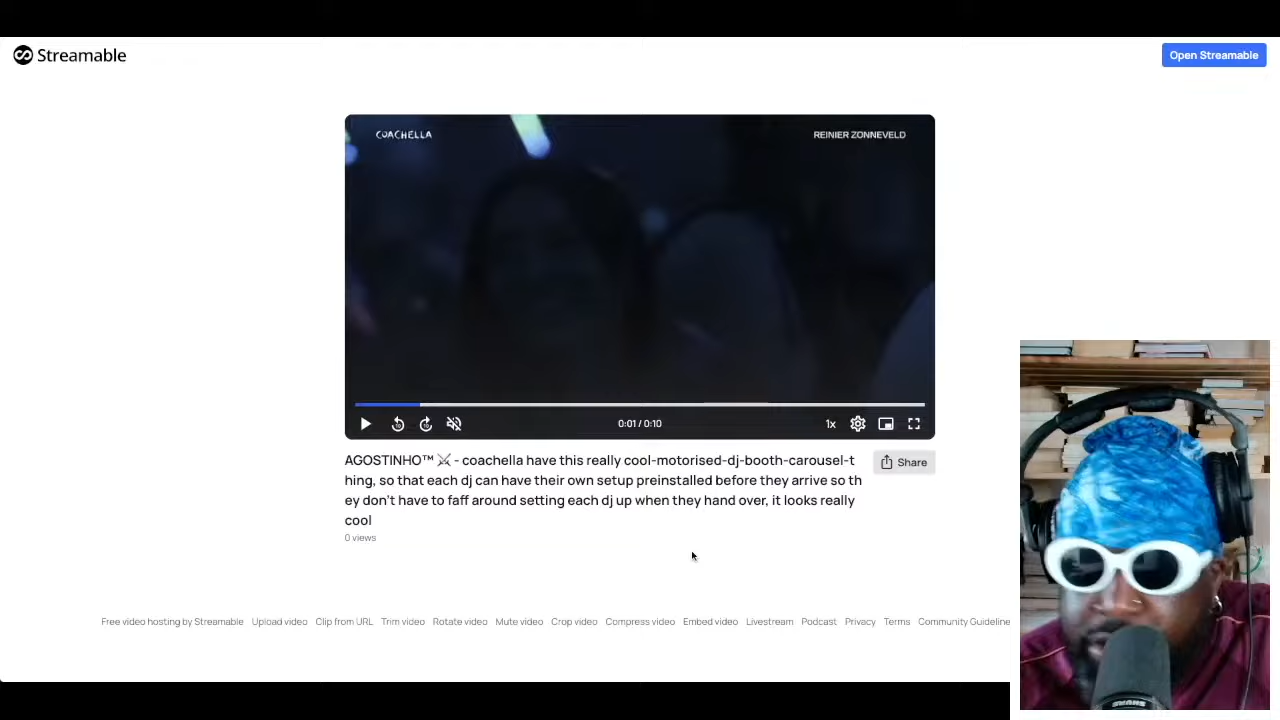 Streamable
Open Streamable
COACHELLA
REINIER ZONNEVELD
0:01 / 0:10
1x
AGOSTINHO™ ⚔ - coachella have this really cool-motorised-dj-booth-carousel-t
hing, so that each dj can have their own setup preinstalled before they arrive so th
ey don't have to faff around setting each dj up when they hand over, it looks really
cool
Share
0 views
Free video hosting by Streamable Upload video Clip from URL Trim video Rotate video Mute video Crop video Compress video Embed video Livestream Podcast Privacy Terms Community Guideline
SHURE